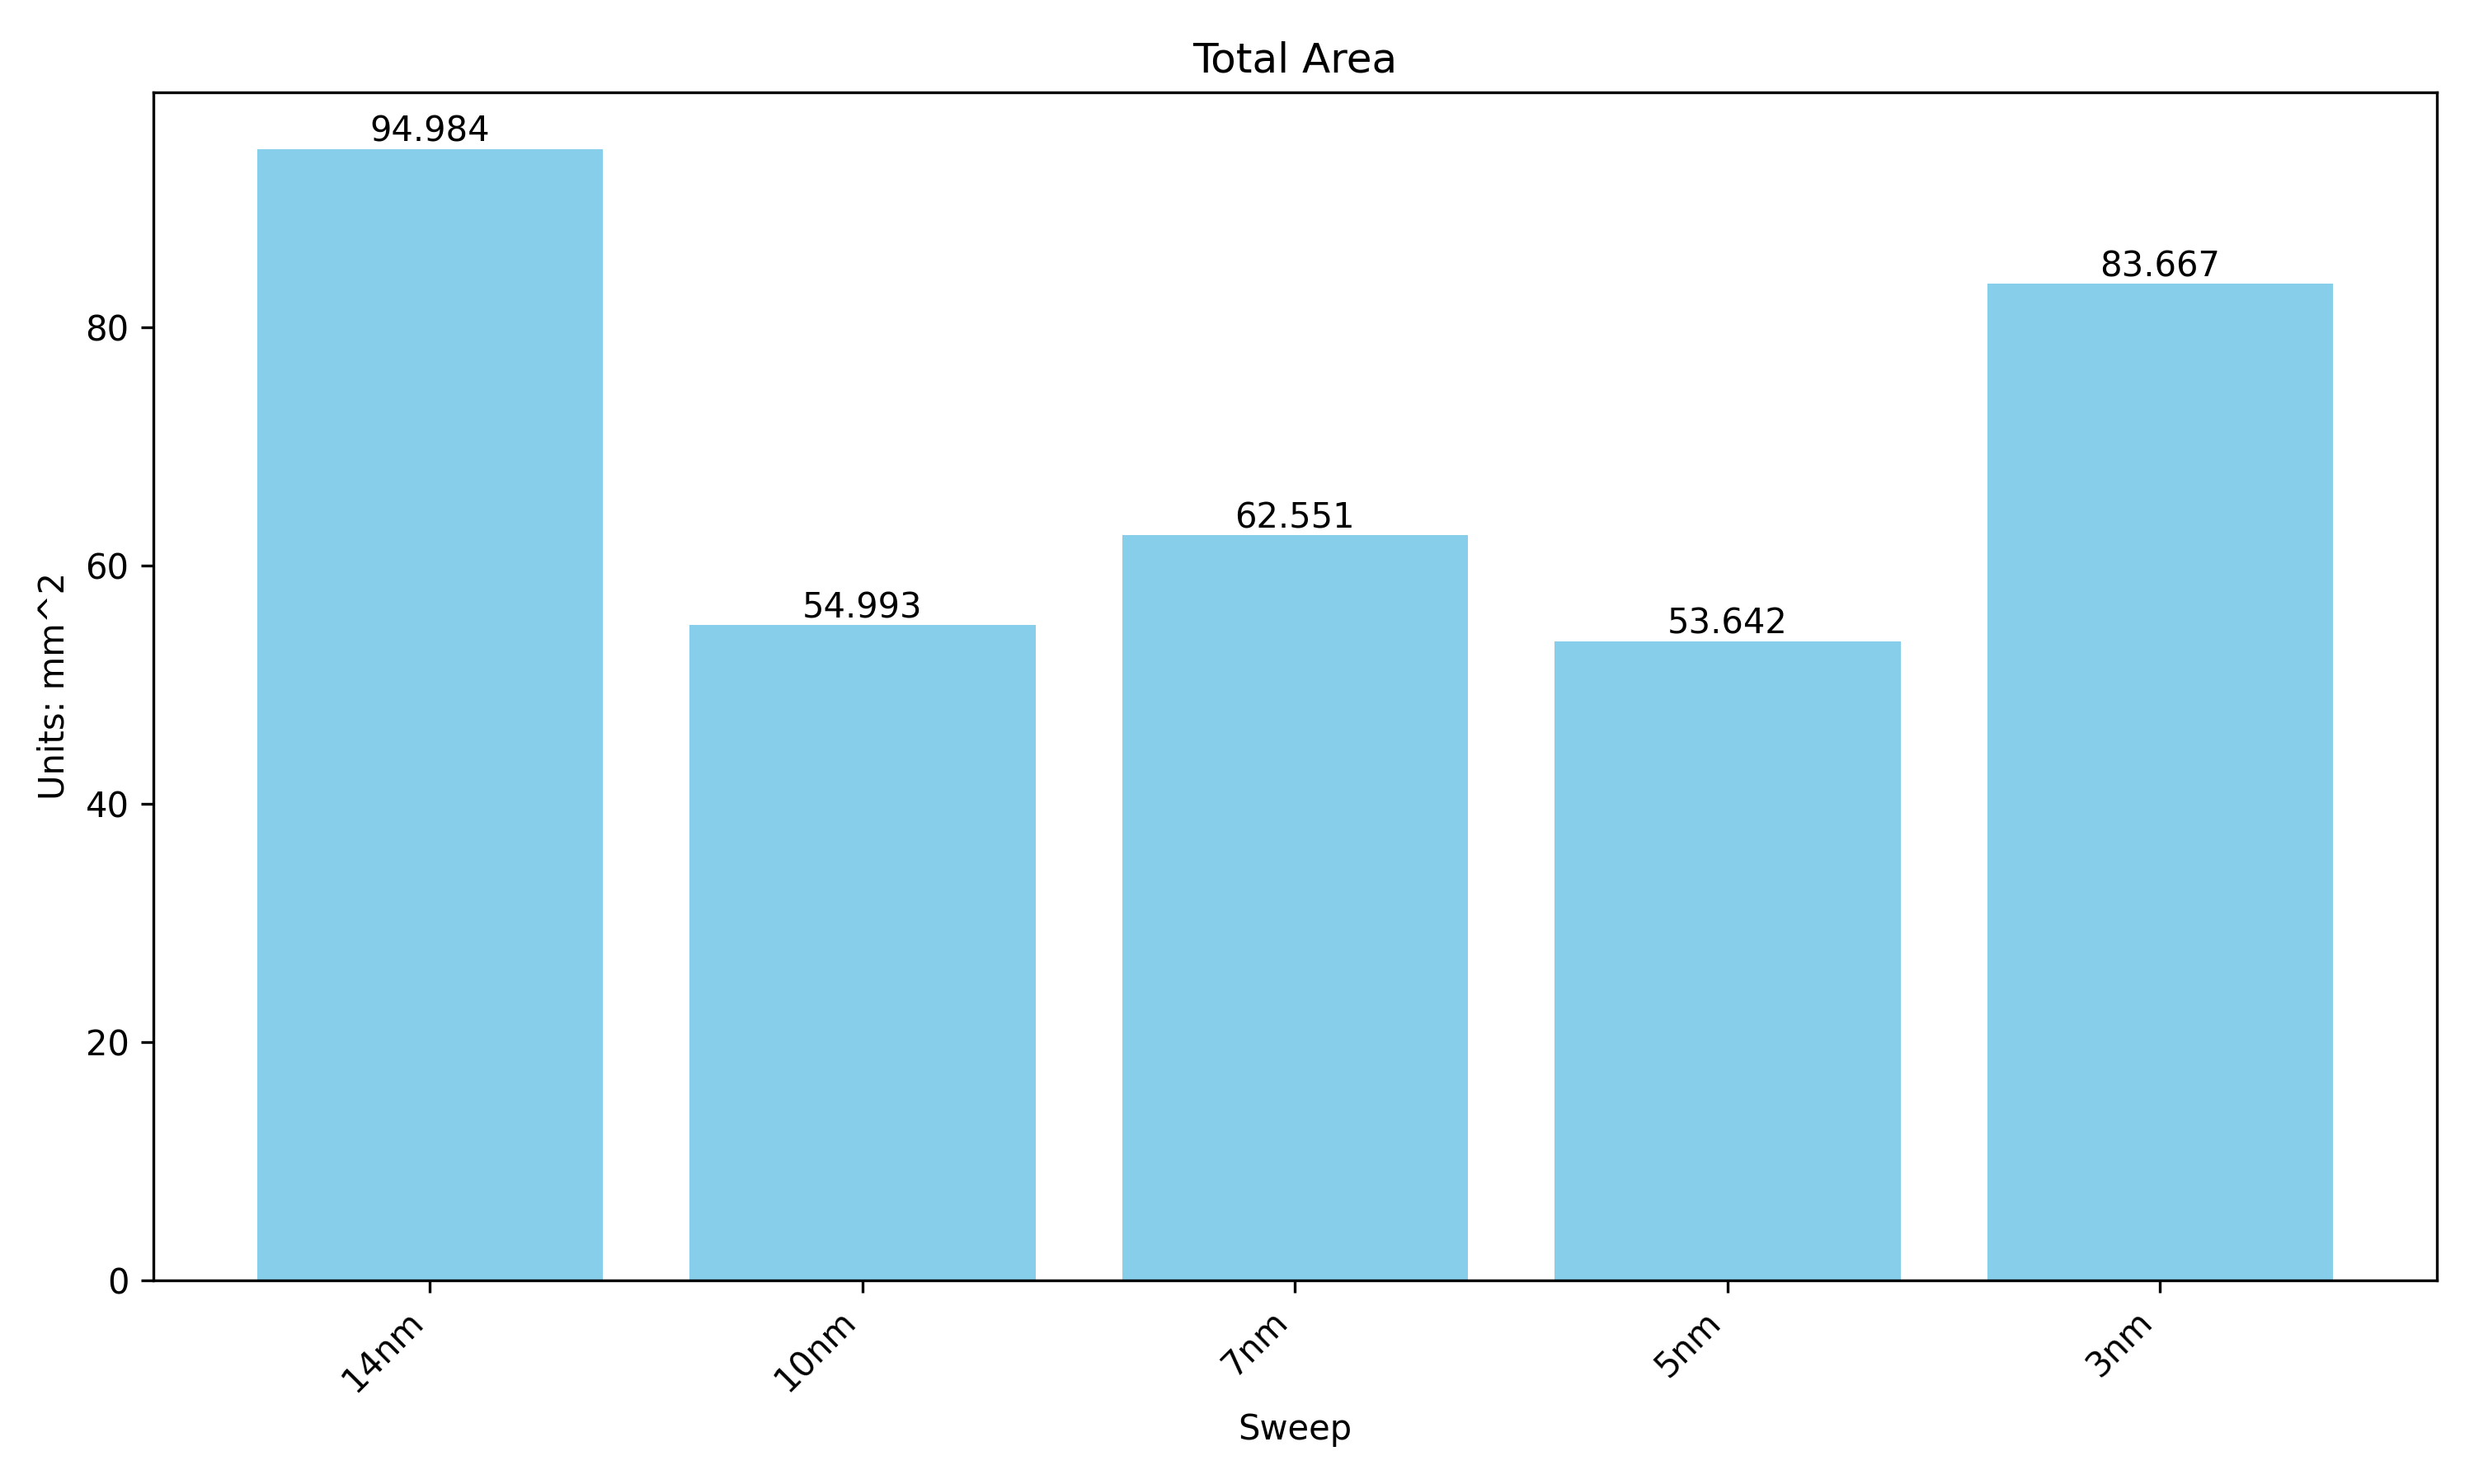 Total Area
94.984
83.667
62.551
54.993
53.642
80
60
40
20
0
Units: mm^2
14nm
10nm
7nm
5nm
3nm
Sweep